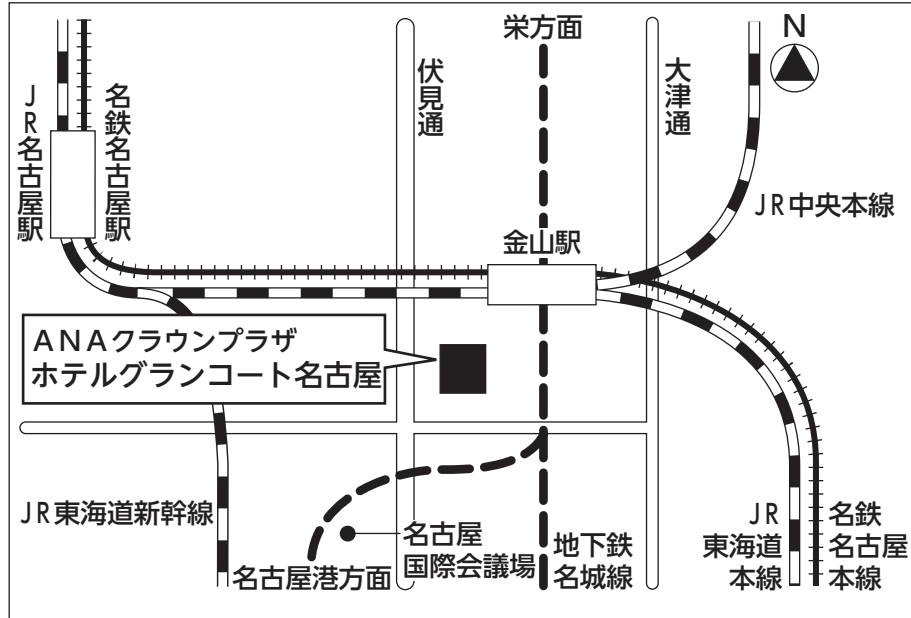 栄方面
N
伏見通
大津通
JR名古屋駅
名鉄名古屋駅
JR中央本線
金山駅
ANAクラウンプラザ
ホテルグランコート名古屋
JR東海道新幹線
名古屋港方面
名古屋
国際会議場
地下鉄
名城線
JR
東海道
本線
名鉄
名古屋
本線